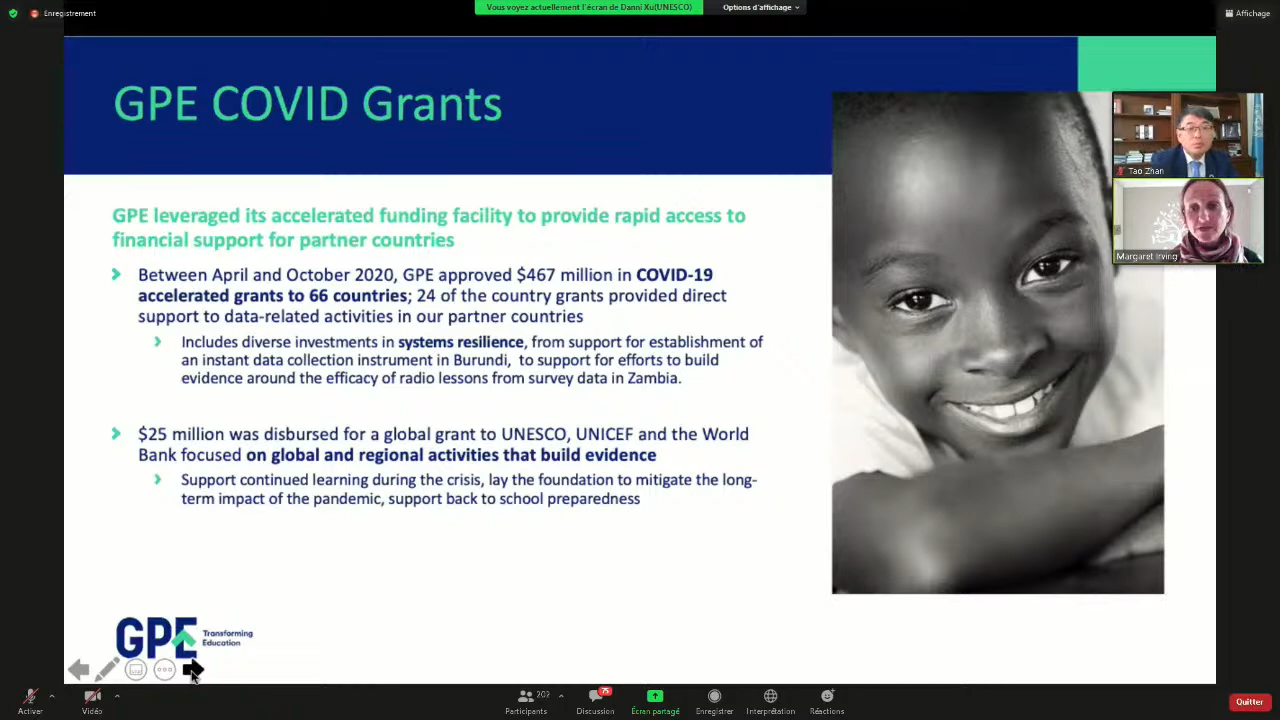 Enregistrement
Vous voyez actuellement l'écran de Danni Xu(UNESCO)
Options d'affichage
Affichage
GPE COVID Grants
Tao Zhan
Margaret Irving
GPE leveraged its accelerated funding facility to provide rapid access to
financial support for partner countries
Between April and October 2020, GPE approved $467 million in COVID-19
accelerated grants to 66 countries; 24 of the country grants provided direct
support to data-related activities in our partner countries
Includes diverse investments in systems resilience, from support for establishment of
an instant data collection instrument in Burundi, to support for efforts to build
evidence around the efficacy of radio lessons from survey data in Zambia.
$25 million was disbursed for a global grant to UNESCO, UNICEF and the World
Bank focused on global and regional activities that build evidence
Support continued learning during the crisis, lay the foundation to mitigate the long-
term impact of the pandemic, support back to school preparedness
GPE Transforming
Education
Activer
Vidéo
202
Participants
75
Discussion
Écran partagé
Enregistrer
Interprétation
Réactions
Quitter